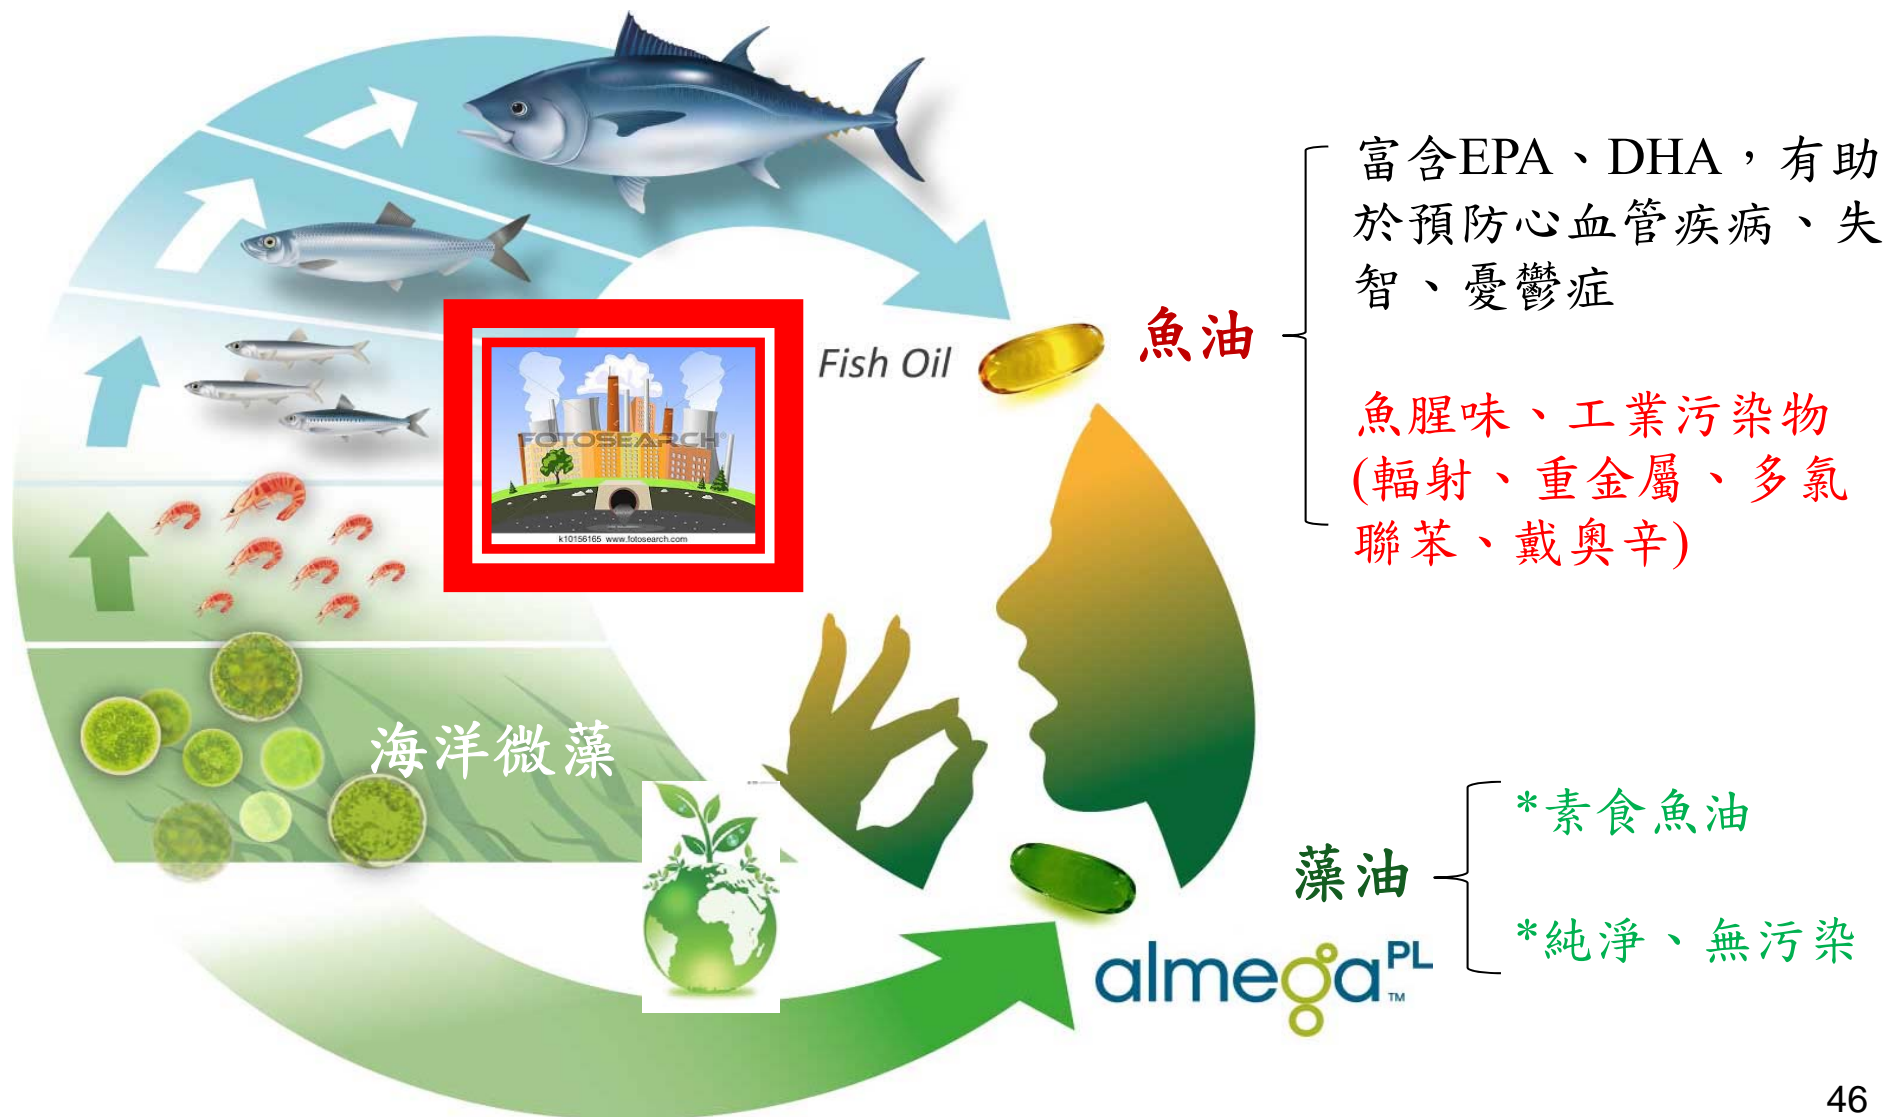 富含EPA、DHA，有助
於預防心血管疾病、失
智、憂鬱症
Fish Oil
魚油
魚腥味、工業污染物
(輻射、重金屬、多氯
聯苯、戴奧辛)
FOTOSEARCH®
k10156165 www.fotosearch.com
海洋微藻
*素食魚油
藻油
*純淨、無污染
almega PL ™
46